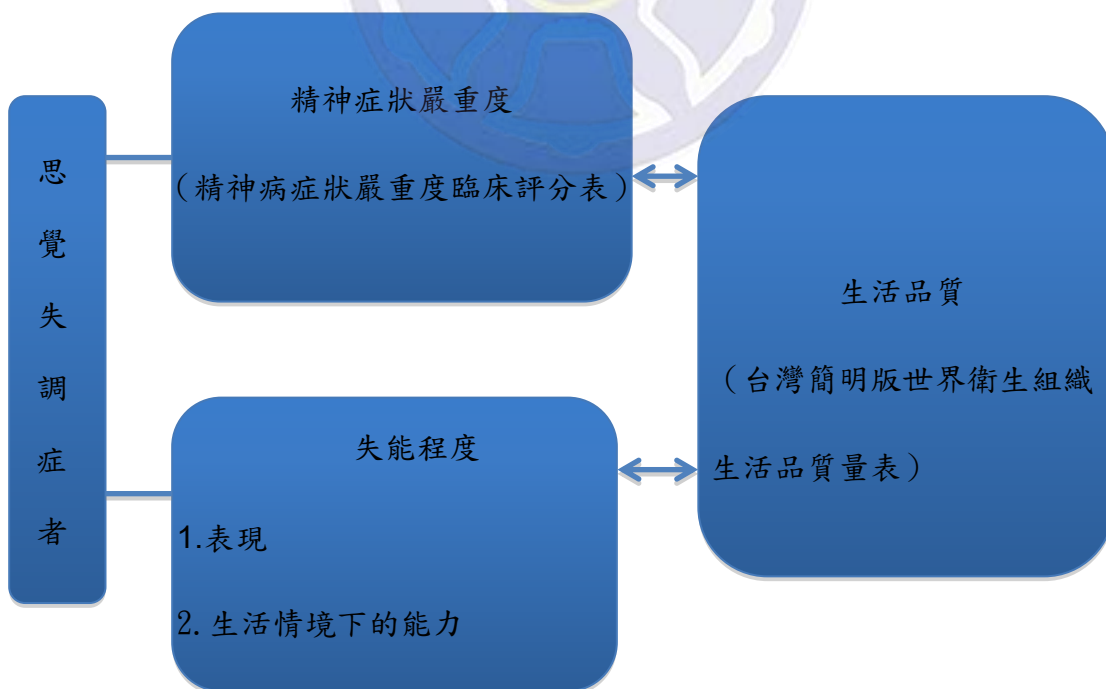 思覺失調症者
精神症狀嚴重度
（精神病症狀嚴重度臨床評分表）
失能程度
1.表現
2.生活情境下的能力
生活品質
（台灣簡明版世界衛生組織
生活品質量表）